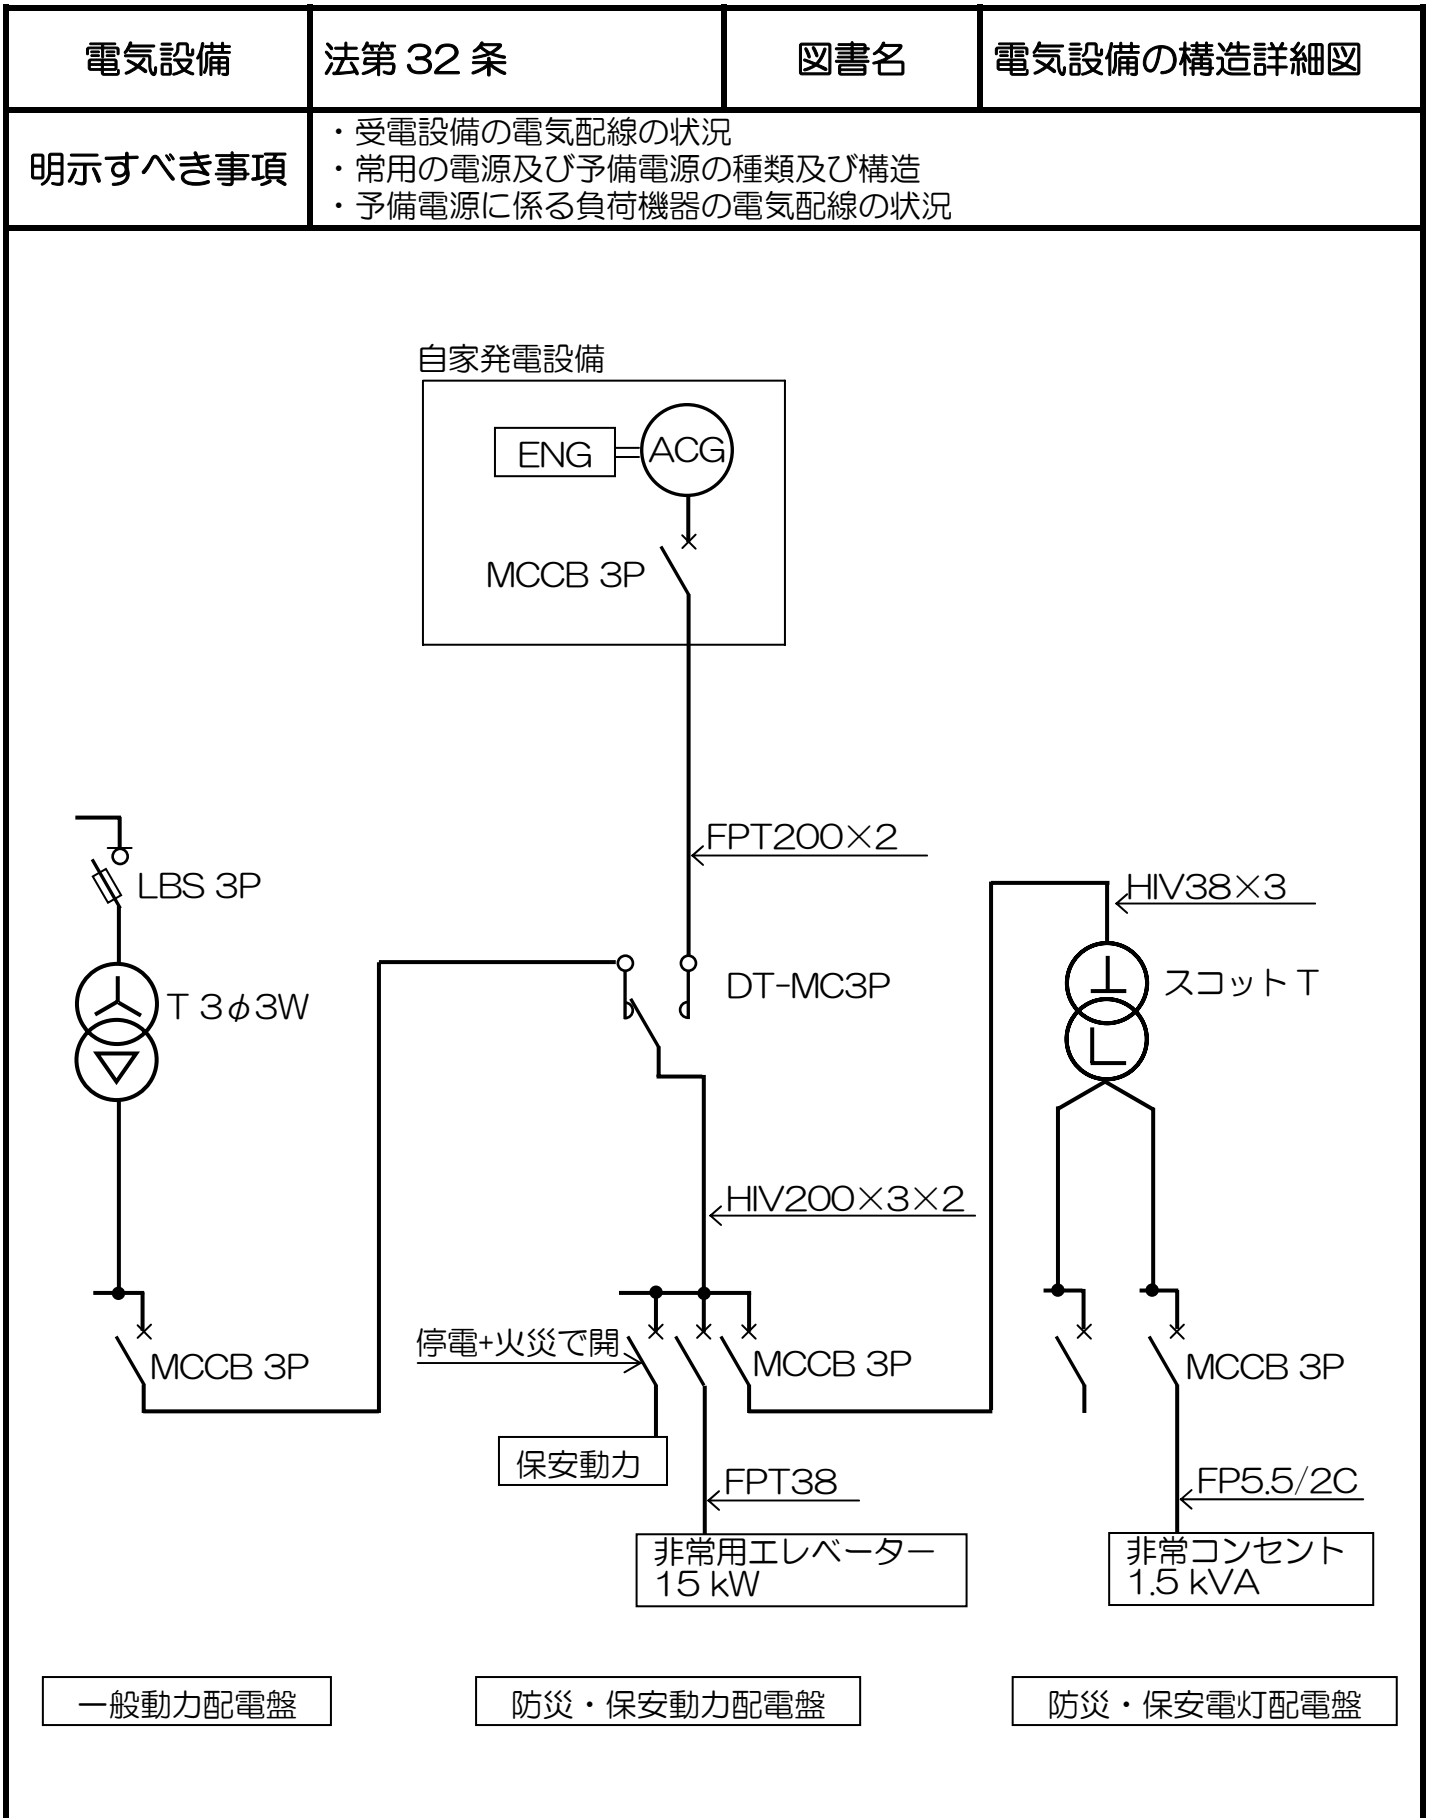 電気設備
法第 32 条
図書名
電気設備の構造詳細図
明示すべき事項
・受電設備の電気配線の状況
・常用の電源及び予備電源の種類及び構造
・予備電源に係る負荷機器の電気配線の状況
自家発電設備
ENG
ACG
MCCB 3P
FPT200×2
LBS 3P
HIV38×3
DT-MC3P
スコット T
T 3φ3W
HIV200×3×2
停電+火災で開
MCCB 3P
MCCB 3P
MCCB 3P
保安動力
FPT38
FP5.5/2C
非常用エレベーター
15 kW
非常コンセント
1.5 kVA
一般動力配電盤
防災・保安動力配電盤
防災・保安電灯配電盤